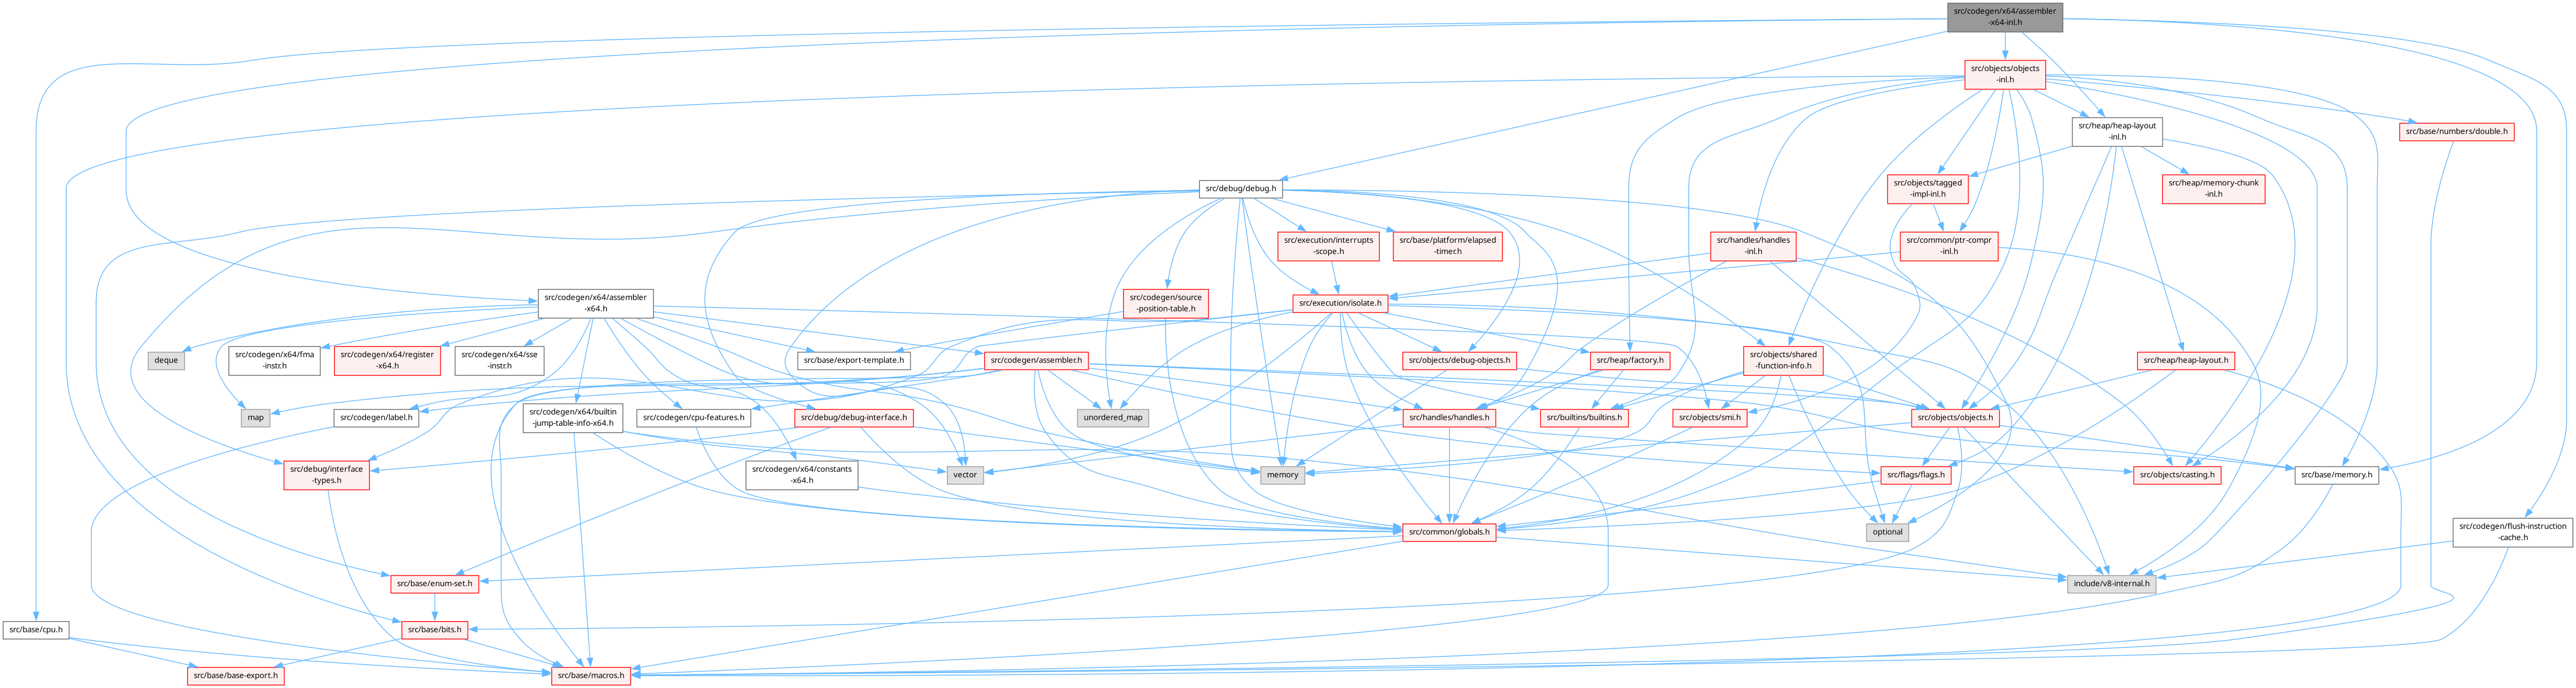 src/codegen/x64/assembler
-x64-inl.h
src/objects/objects
-inl.h
src/heap/heap-layout
-inl.h
src/base/numbers/double.h
src/debug/debug.h
src/objects/tagged
-impl-inl.h
src/heap/memory-chunk
-inl.h
src/execution/interrupts
-scope.h
src/base/platform/elapsed
-timer.h
src/handles/handles
-inl.h
src/common/ptr-compr
-inl.h
src/codegen/x64/assembler
-x64.h
src/codegen/source
-position-table.h
src/execution/isolate.h
deque
src/codegen/x64/fma
-instr.h
src/codegen/x64/register
-x64.h
src/codegen/x64/sse
-instr.h
src/base/export-template.h
src/codegen/assembler.h
src/objects/debug-objects.h
src/heap/factory.h
src/objects/shared
-function-info.h
src/heap/heap-layout.h
map
src/codegen/label.h
src/codegen/x64/builtin
-jump-table-info-x64.h
src/codegen/cpu-features.h
src/debug/debug-interface.h
unordered_map
src/handles/handles.h
src/builtins/builtins.h
src/objects/smi.h
src/objects/objects.h
src/debug/interface
-types.h
src/codegen/x64/constants
-x64.h
vector
memory
src/flags/flags.h
src/objects/casting.h
src/base/memory.h
src/common/globals.h
optional
src/codegen/flush-instruction
-cache.h
src/base/enum-set.h
include/v8-internal.h
src/base/cpu.h
src/base/bits.h
src/base/base-export.h
src/base/macros.h